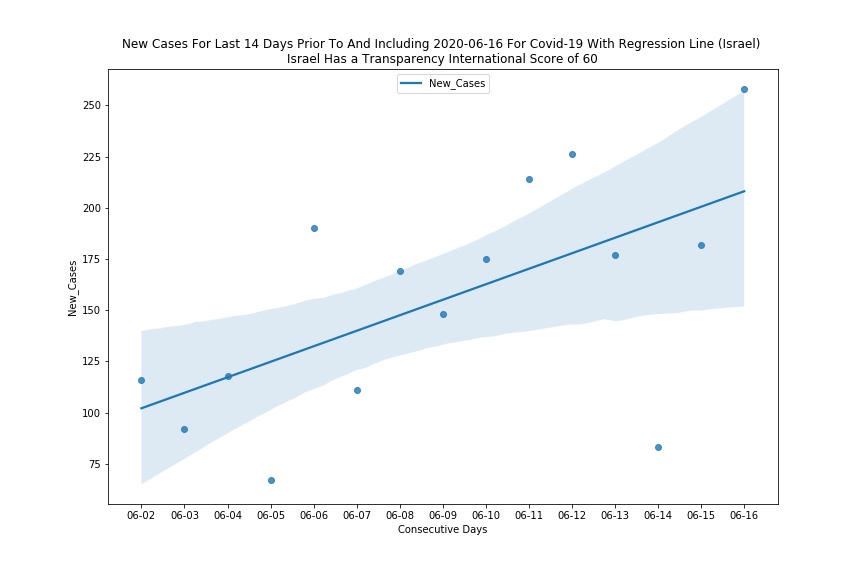 New Cases For Last 14 Days Prior To And Including 2020-06-16 For Covid-19 With Regression Line (Israel)
Israel Has a Transparency International Score of 60
New_Cases
250
225
200
175
150
125
100
75
New_Cases
06-02 06-03 06-04 06-05 06-06 06-07 06-08 06-09 06-10 06-11 06-12 06-13 06-14 06-15 06-16
Consecutive Days